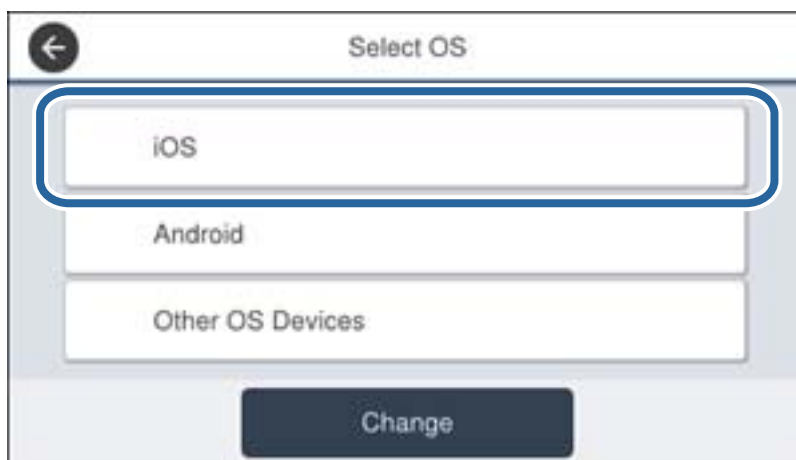 Select OS
iOS
Android
Other OS Devices
Change